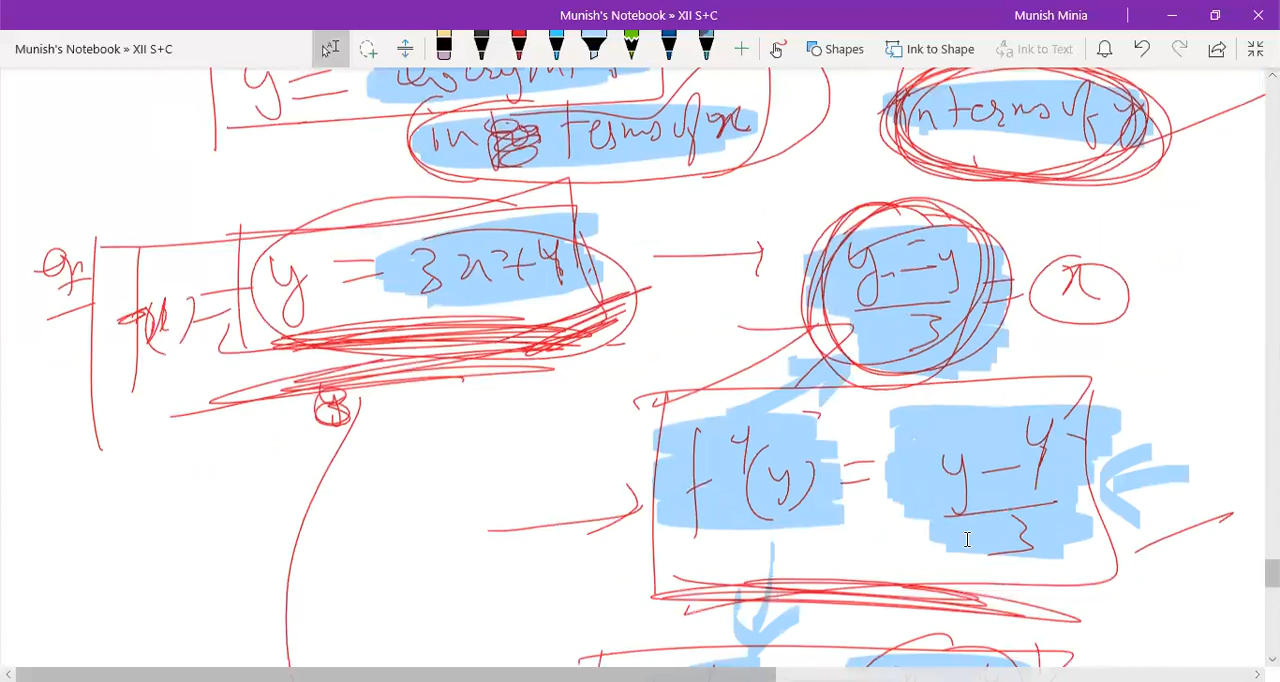 Munish's Notebook » XII S+C
Munish Minia
Munish's Notebook » XII S+C
Shapes
Ink to Shape
Ink to Text
y =
in terms of x
in terms of y
f(x) = y = 3x+4
y-4/3 = x
f⁻¹(y) = y-4/3